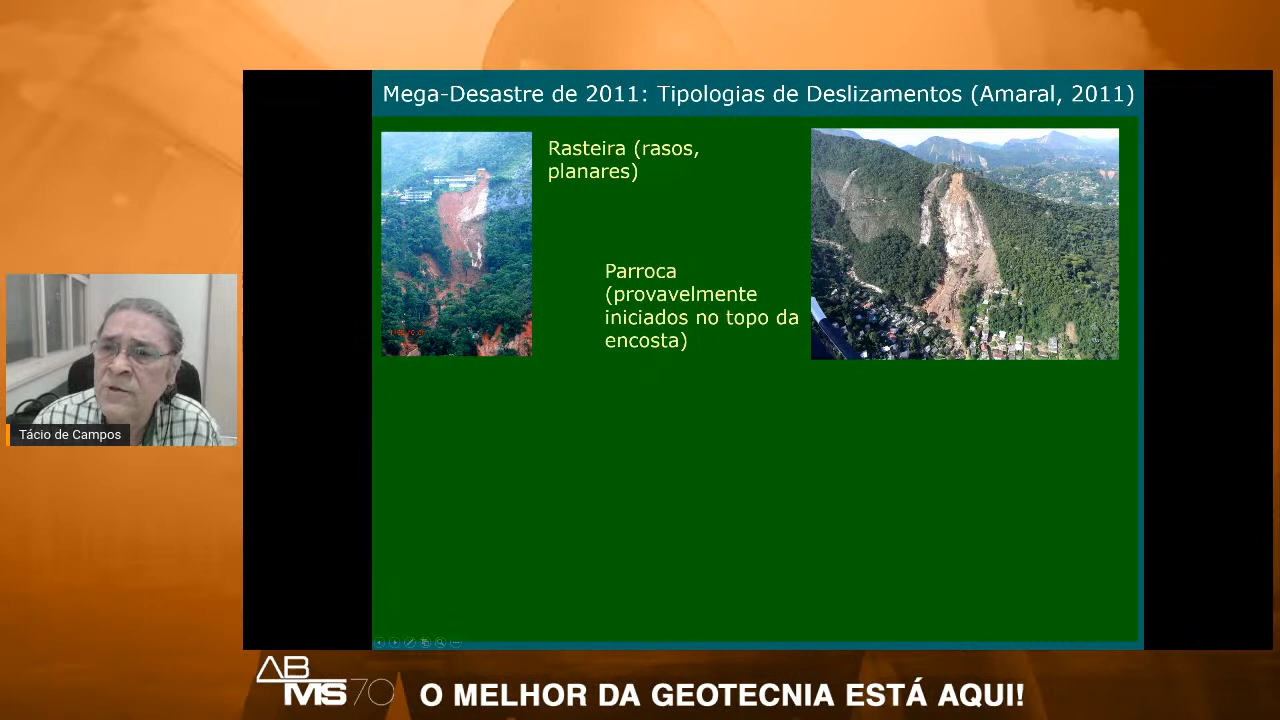 Mega-Desastre de 2011: Tipologias de Deslizamentos (Amaral, 2011)
Rasteira (rasos,
planares)
Parroca
(provavelmente
iniciados no topo da
encosta)
Tácio de Campos
ABMS70
O MELHOR DA GEOTECNIA ESTÁ AQUI!